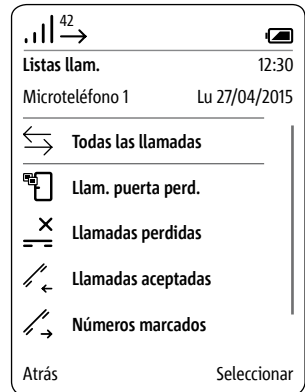 42
Listas llam. 12:30
Microteléfono 1 Lu 27/04/2015
Todas las llamadas
Llam. puerta perd.
Llamadas perdidas
Llamadas aceptadas
Números marcados
Atrás Seleccionar